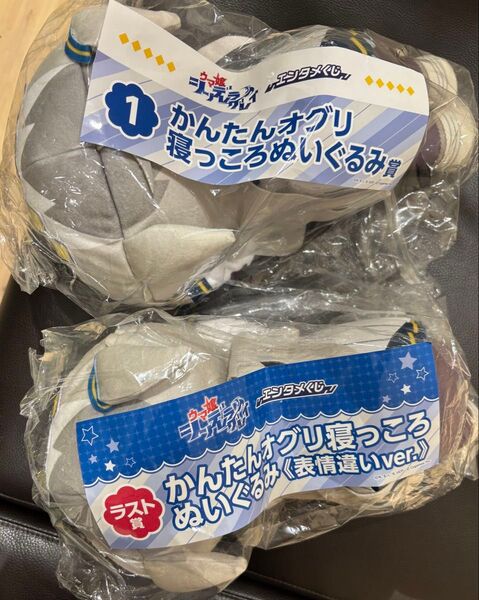 ウマ娘
シンデレラグレイ
エンタメくじ
1
かんたんオグリ
寝っころぬいぐるみ賞
ウマ娘
シンデレラグレイ
エンタメくじ
ラスト
賞
かんたんオグリ寝っころ
ぬいぐるみ《表情違いver.》